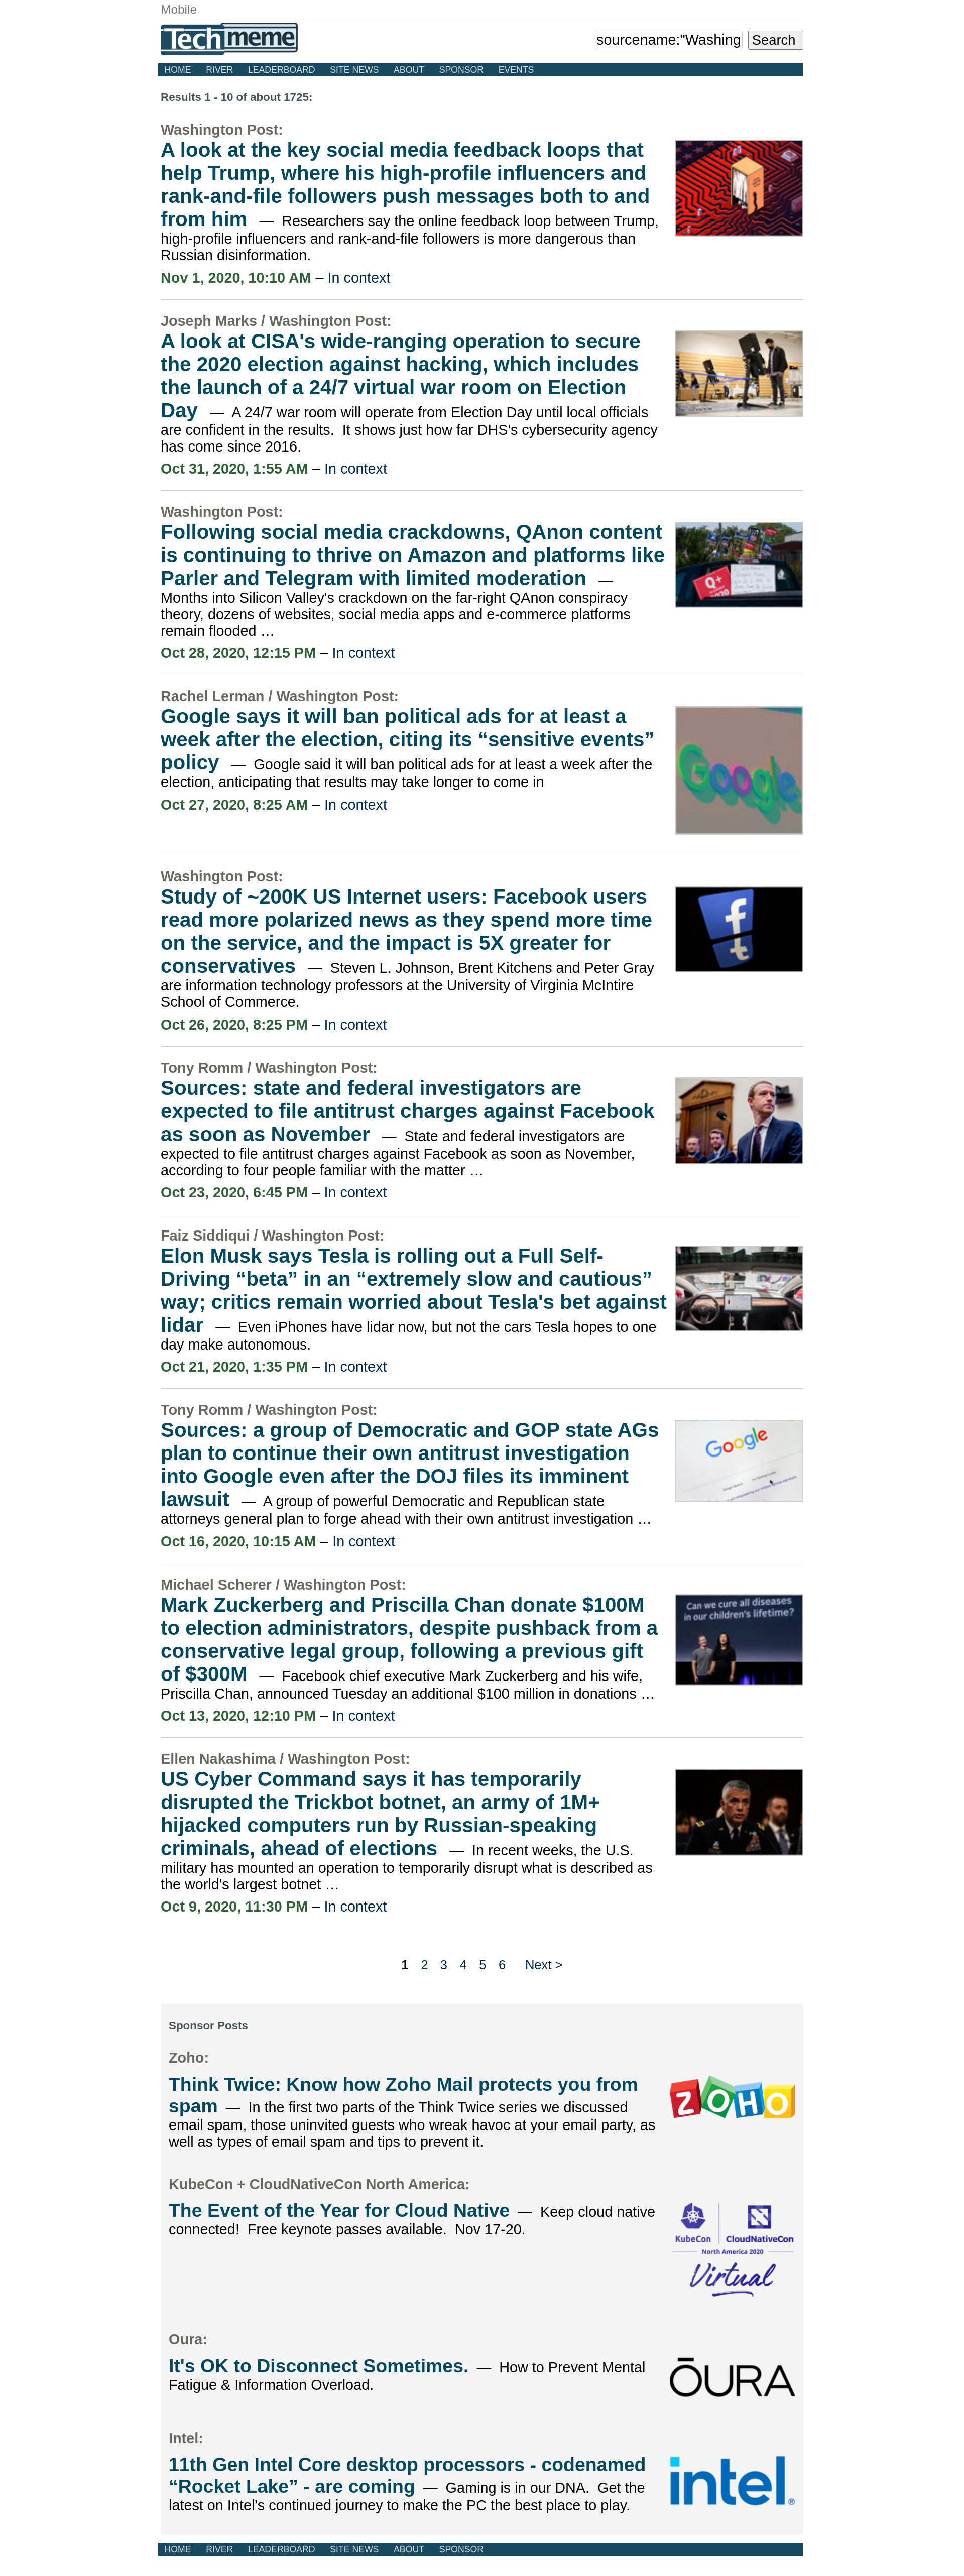 Mobile
Techmeme
sourcename:"Washing
Search
HOME RIVER LEADERBOARD SITE NEWS ABOUT SPONSOR EVENTS
Results 1 - 10 of about 1725:
Washington Post:
A look at the key social media feedback loops that
help Trump, where his high-profile influencers and
rank-and-file followers push messages both to and
from him — Researchers say the online feedback loop between Trump,
high-profile influencers and rank-and-file followers is more dangerous than
Russian disinformation.
Nov 1, 2020, 10:10 AM – In context
Joseph Marks / Washington Post:
A look at CISA's wide-ranging operation to secure
the 2020 election against hacking, which includes
the launch of a 24/7 virtual war room on Election
Day — A 24/7 war room will operate from Election Day until local officials
are confident in the results. It shows just how far DHS's cybersecurity agency
has come since 2016.
Oct 31, 2020, 1:55 AM – In context
Washington Post:
Following social media crackdowns, QAnon content
is continuing to thrive on Amazon and platforms like
Parler and Telegram with limited moderation —
Months into Silicon Valley's crackdown on the far-right QAnon conspiracy
theory, dozens of websites, social media apps and e-commerce platforms
remain flooded …
Oct 28, 2020, 12:15 PM – In context
Q+
Rachel Lerman / Washington Post:
Google says it will ban political ads for at least a
week after the election, citing its “sensitive events”
policy — Google said it will ban political ads for at least a week after the
election, anticipating that results may take longer to come in
Oct 27, 2020, 8:25 AM – In context
Google
Washington Post:
Study of ~200K US Internet users: Facebook users
read more polarized news as they spend more time
on the service, and the impact is 5X greater for
conservatives — Steven L. Johnson, Brent Kitchens and Peter Gray
are information technology professors at the University of Virginia McIntire
School of Commerce.
Oct 26, 2020, 8:25 PM – In context
Tony Romm / Washington Post:
Sources: state and federal investigators are
expected to file antitrust charges against Facebook
as soon as November — State and federal investigators are
expected to file antitrust charges against Facebook as soon as November,
according to four people familiar with the matter …
Oct 23, 2020, 6:45 PM – In context
Faiz Siddiqui / Washington Post:
Elon Musk says Tesla is rolling out a Full Self-
Driving “beta” in an “extremely slow and cautious”
way; critics remain worried about Tesla's bet against
lidar — Even iPhones have lidar now, but not the cars Tesla hopes to one
day make autonomous.
Oct 21, 2020, 1:35 PM – In context
Tony Romm / Washington Post:
Sources: a group of Democratic and GOP state AGs
plan to continue their own antitrust investigation
into Google even after the DOJ files its imminent
lawsuit — A group of powerful Democratic and Republican state
attorneys general plan to forge ahead with their own antitrust investigation …
Oct 16, 2020, 10:15 AM – In context
Google
Michael Scherer / Washington Post:
Mark Zuckerberg and Priscilla Chan donate $100M
to election administrators, despite pushback from a
conservative legal group, following a previous gift
of $300M — Facebook chief executive Mark Zuckerberg and his wife,
Priscilla Chan, announced Tuesday an additional $100 million in donations …
Oct 13, 2020, 12:10 PM – In context
Can we cure all diseases
in our children's lifetime?
Ellen Nakashima / Washington Post:
US Cyber Command says it has temporarily
disrupted the Trickbot botnet, an army of 1M+
hijacked computers run by Russian-speaking
criminals, ahead of elections — In recent weeks, the U.S.
military has mounted an operation to temporarily disrupt what is described as
the world's largest botnet …
Oct 9, 2020, 11:30 PM – In context
1 2 3 4 5 6 Next >
Sponsor Posts
Zoho:
Think Twice: Know how Zoho Mail protects you from
spam — In the first two parts of the Think Twice series we discussed
email spam, those uninvited guests who break havoc at your email party, as
well as types of email spam and tips to prevent it.
ZOHO
KubeCon + CloudNativeCon North America:
The Event of the Year for Cloud Native — Keep cloud native
connected! Free keynote passes available. Nov 17-20.
KubeCon CloudNativeCon
North America 2020
Virtual
Oura:
It's OK to Disconnect Sometimes. — How to Prevent Mental
Fatigue & Information Overload.
ŌURA
Intel:
11th Gen Intel Core desktop processors - codenamed
“Rocket Lake” - are coming — Gaming is in our DNA. Get the
latest on Intel's continued journey to make the PC the best place to play.
intel®
HOME RIVER LEADERBOARD SITE NEWS ABOUT SPONSOR